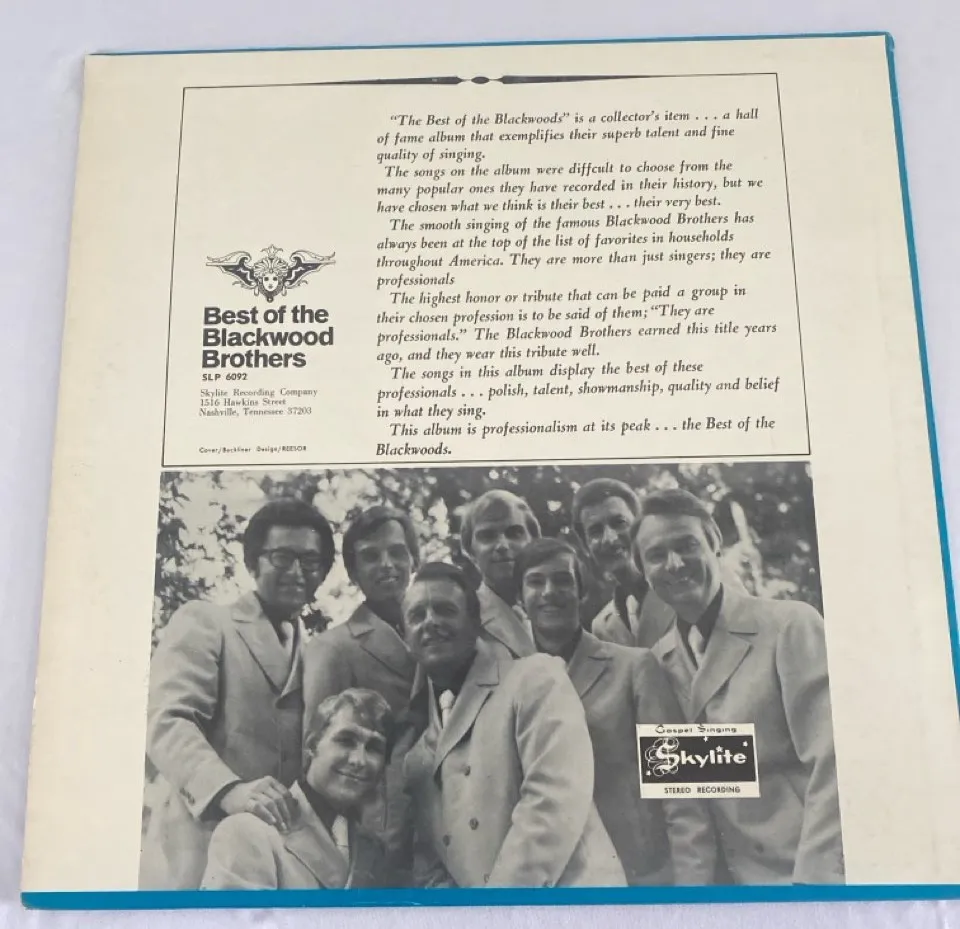 “The Best of the Blackwoods” is a collector's item . . . a hall
of fame album that exemplifies their superb talent and fine
quality of singing.
The songs on the album were diffcult to choose from the
many popular ones they have recorded in their history, but we
have chosen what we think is their best . . . their very best.
The smooth singing of the famous Blackwood Brothers has
always been at the top of the list of favorites in households
throughout America. They are more than just singers; they are
professionals
The highest honor or tribute that can be paid a group in
their chosen profession is to be said of them; “They are
professionals.” The Blackwood Brothers earned this title years
ago, and they wear this tribute well.
The songs in this album display the best of these
professionals . . . polish, talent, showmanship, quality and belief
in what they sing.
This album is professionalism at its peak . . . the Best of the
Blackwoods.
Best of the
Blackwood
Brothers
SLP 6092
Skylite Recording Company
1516 Hawkins Street
Nashville, Tennessee 37203
Cover/Backliner Design/REESOR
Gospel Singing
Skylite
STEREO RECORDING